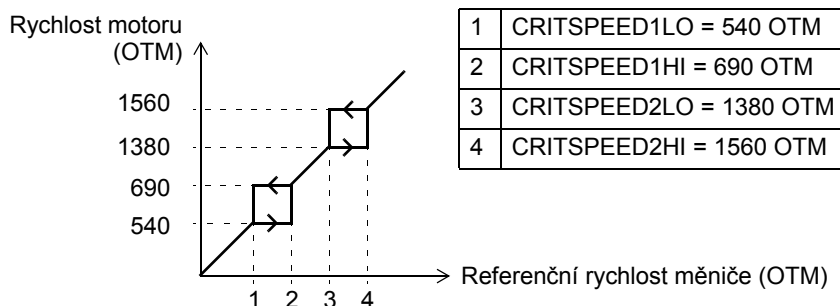 Rychlost motoru
(OTM)
1560
1380
690
540
1 2 3 4
Referenční rychlost měniče (OTM)
1 CRITSPEED1LO = 540 OTM
2 CRITSPEED1HI = 690 OTM
3 CRITSPEED2LO = 1380 OTM
4 CRITSPEED2HI = 1560 OTM